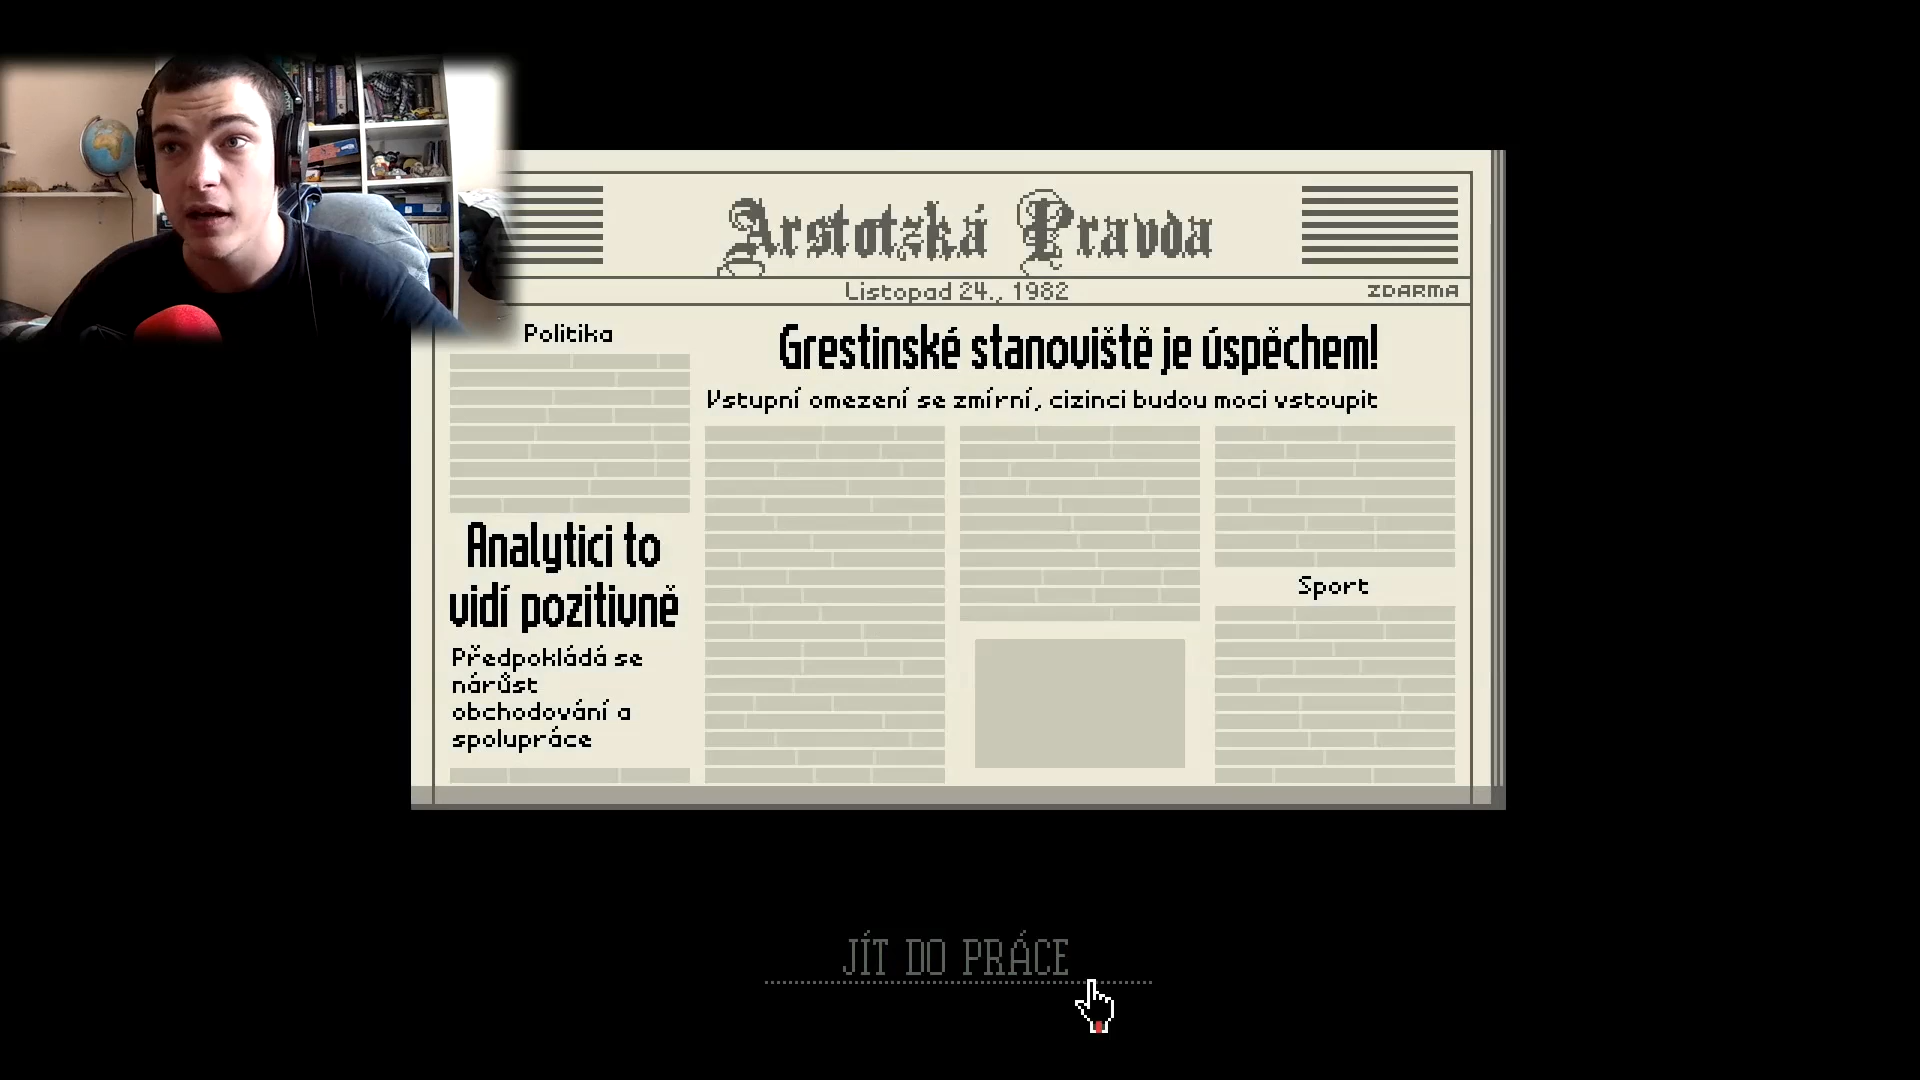 Arstotzká Pravda
Listopad 24., 1982
ZDARMA
Politika
Grestinské stanoviště je úspěchem!
Vstupní omezení se zmírní, cizinci budou moci vstoupit
Analytici to
vidí pozitivně
Předpokládá se
nárůst
obchodování a
spolupráce
Sport
JÍT DO PRÁCE